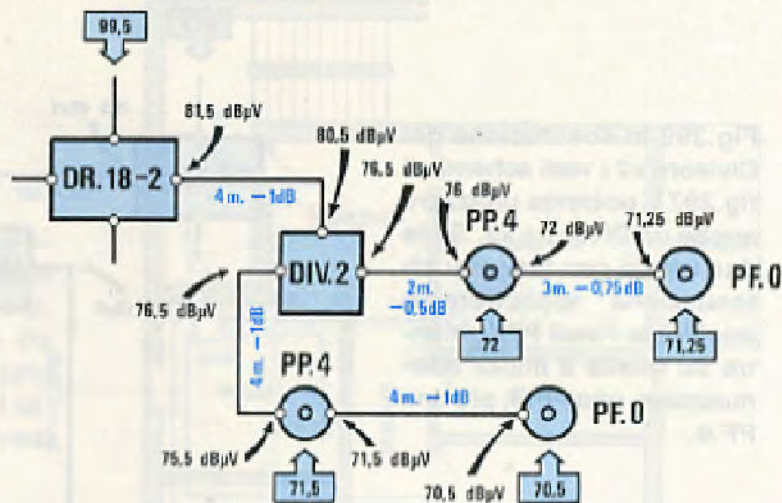 99,5
81,5 dBµV
80,5 dBµV
76,5 dBµV
76 dBµV
PP.4
72 dBµV
71,25 dBµV
DR.18-2
4m.-1dB
DIV.2
2m.
-0,5dB
3m.-0,75dB
PF.0
76,5 dBµV
4m.-1dB
72
71,25
PP.4
4m.-1dB
PF.0
75,5 dBµV
71,5 dBµV
70,5 dBµV
71,5
70,5